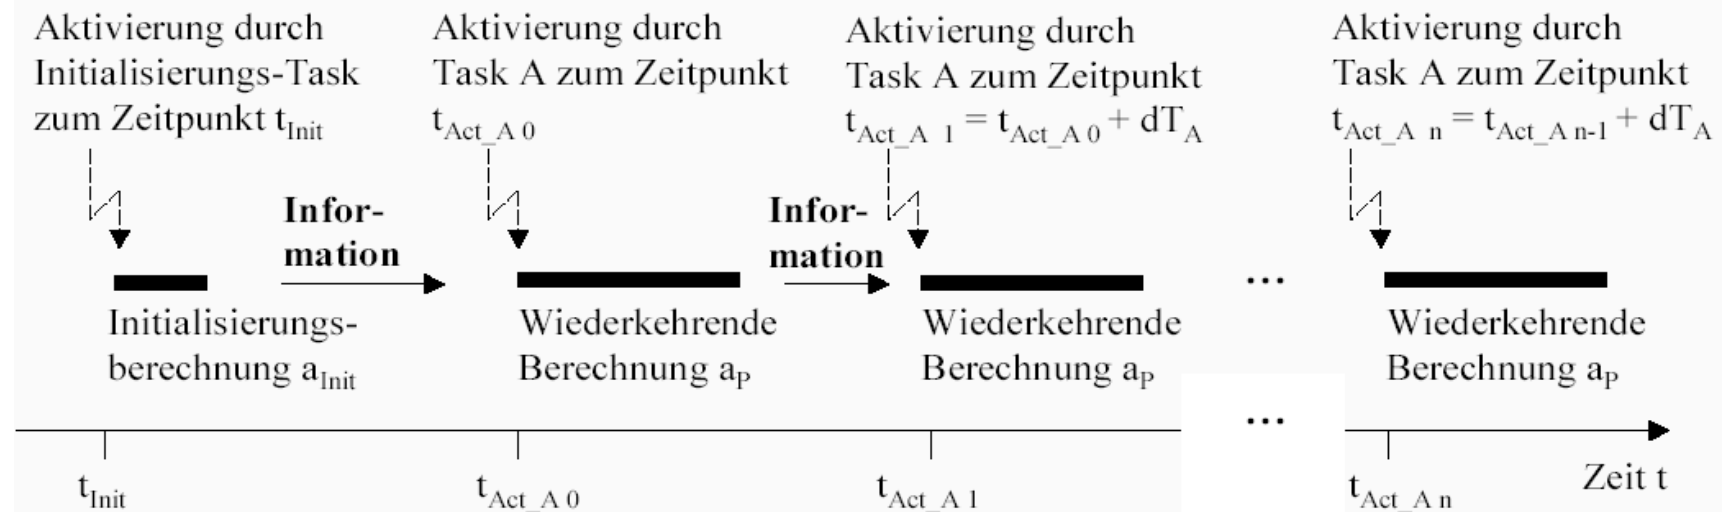 Aktivierung durch
Initialisierungs-Task
zum Zeitpunkt t_Init
Aktivierung durch
Task A zum Zeitpunkt
t_Act_A 0
Aktivierung durch
Task A zum Zeitpunkt
t_Act_A 1 = t_Act_A 0 + dT_A
Aktivierung durch
Task A zum Zeitpunkt
t_Act_A n = t_Act_A n-1 + dT_A
Infor-
mation
Infor-
mation
...
Initialisierungs-
berechnung a_Init
Wiederkehrende
Berechnung a_P
Wiederkehrende
Berechnung a_P
Wiederkehrende
Berechnung a_P
...
t_Init
t_Act_A 0
t_Act_A 1
t_Act_A n
Zeit t